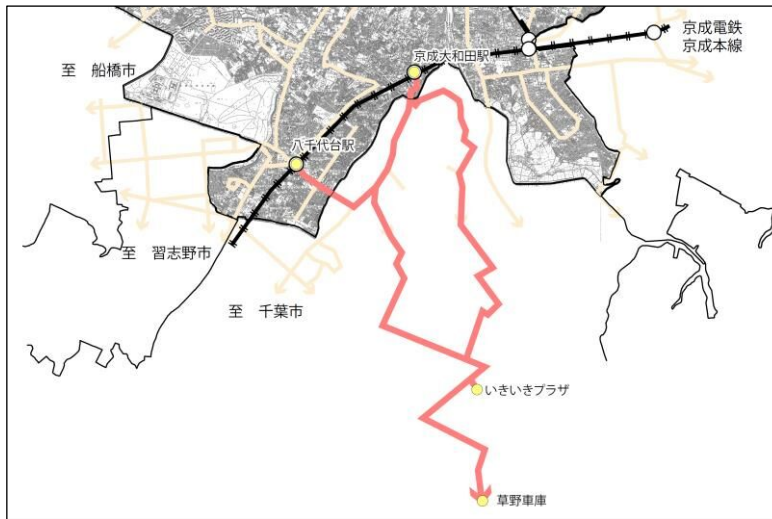 京成大和田駅
京成電鉄
京成本線
至　船橋市
八千代台駅
至　習志野市
至　千葉市
いきいきプラザ
草野車庫